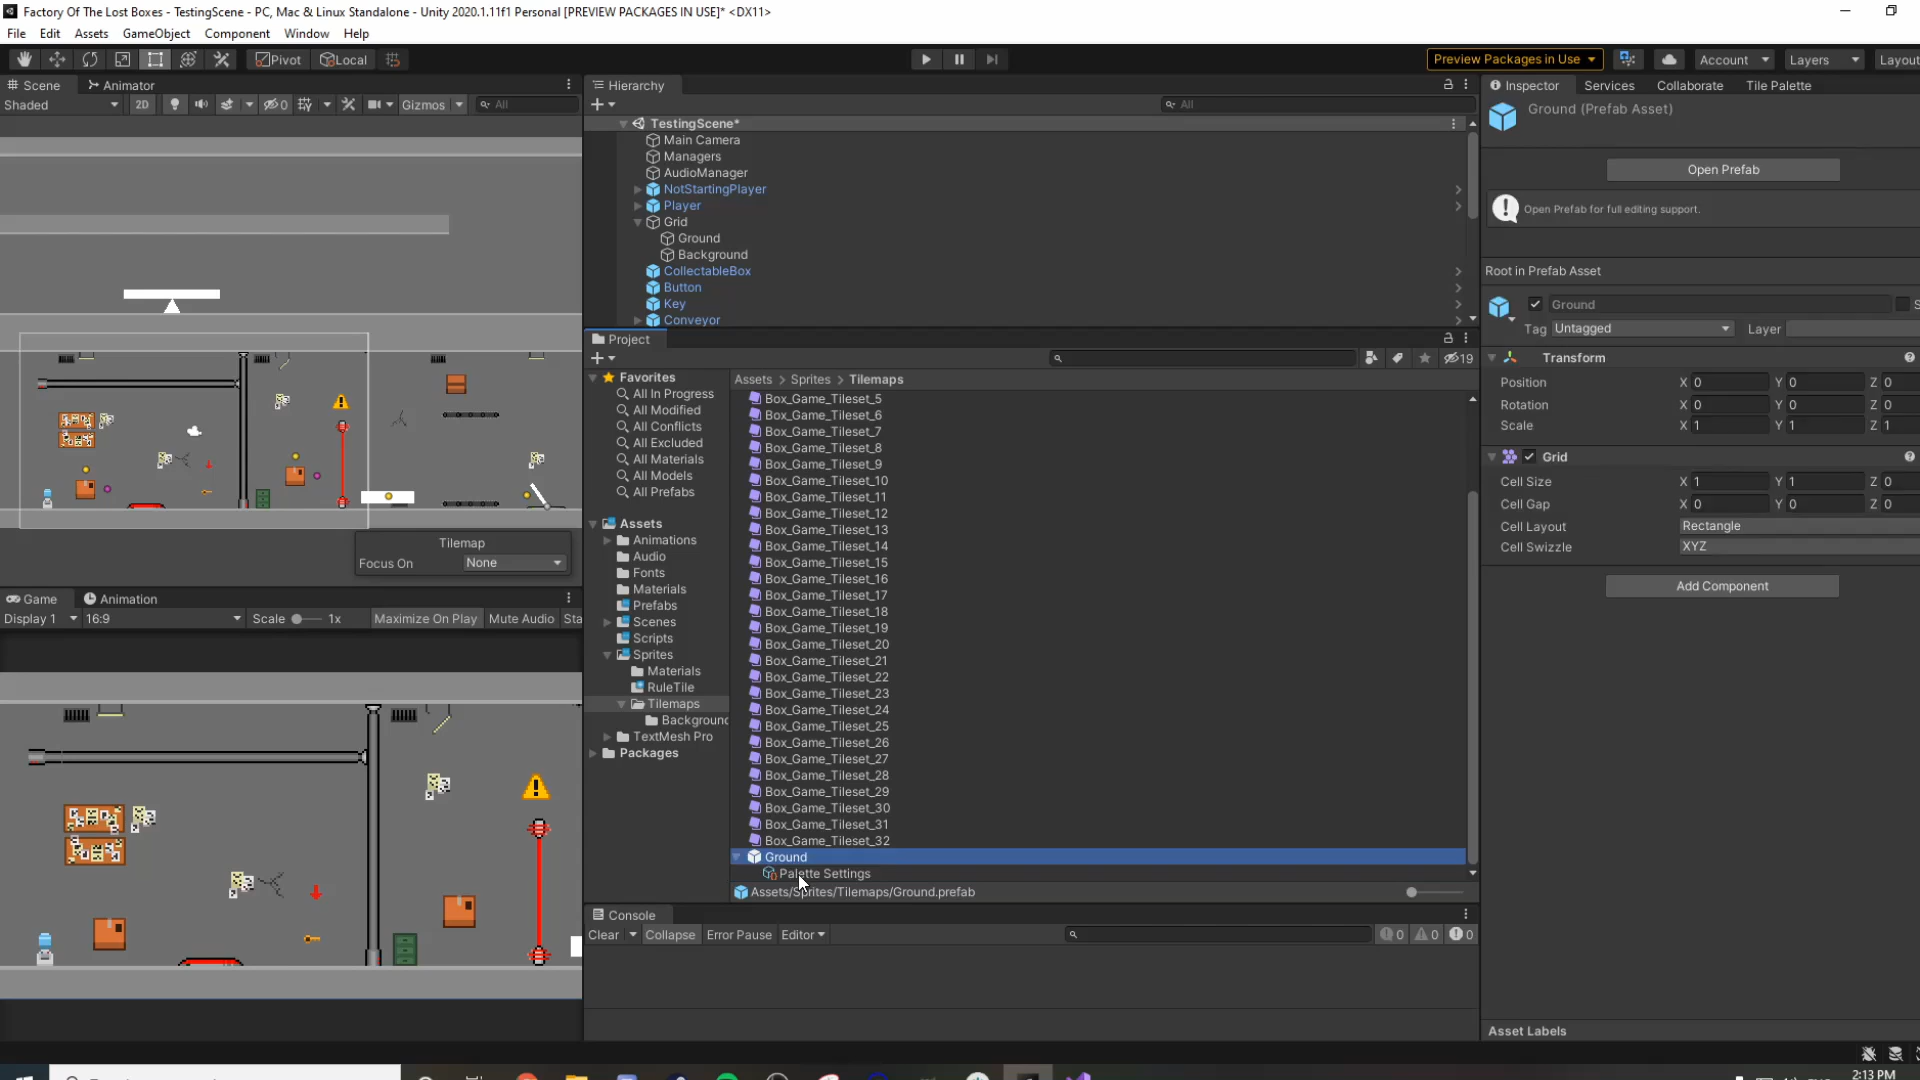 Factory Of The Lost Boxes - TestingScene - PC, Mac & Linux Standalone - Unity 2020.1.11f1 Personal [PREVIEW PACKAGES IN USE]* <DX11>
File Edit Assets GameObject Component Window Help
Pivot Local Preview Packages in Use Account Layers Layout
Scene Animator
Shaded 2D 0 Gizmos All
Tilemap
Focus On None
Game Animation
Display 1 16:9 Scale 1x Maximize On Play Mute Audio Sta
Hierarchy
All
TestingScene*
Main Camera
Managers
AudioManager
NotStartingPlayer
Player
Grid
Ground
Background
CollectableBox
Button
Key
Conveyor
Project
19
Favorites
All In Progress
All Modified
All Conflicts
All Excluded
All Materials
All Models
All Prefabs
Assets
Animations
Audio
Fonts
Materials
Prefabs
Scenes
Scripts
Sprites
Materials
RuleTile
Tilemaps
Background
TextMesh Pro
Packages
Assets > Sprites > Tilemaps
Box_Game_Tileset_5
Box_Game_Tileset_6
Box_Game_Tileset_7
Box_Game_Tileset_8
Box_Game_Tileset_9
Box_Game_Tileset_10
Box_Game_Tileset_11
Box_Game_Tileset_12
Box_Game_Tileset_13
Box_Game_Tileset_14
Box_Game_Tileset_15
Box_Game_Tileset_16
Box_Game_Tileset_17
Box_Game_Tileset_18
Box_Game_Tileset_19
Box_Game_Tileset_20
Box_Game_Tileset_21
Box_Game_Tileset_22
Box_Game_Tileset_23
Box_Game_Tileset_24
Box_Game_Tileset_25
Box_Game_Tileset_26
Box_Game_Tileset_27
Box_Game_Tileset_28
Box_Game_Tileset_29
Box_Game_Tileset_30
Box_Game_Tileset_31
Box_Game_Tileset_32
Ground
Palette Settings
Assets/Sprites/Tilemaps/Ground.prefab
Console
Clear Collapse Error Pause Editor 0 0 0
Inspector Services Collaborate Tile Palette
Ground (Prefab Asset)
Open Prefab
Open Prefab for full editing support.
Root in Prefab Asset
Ground S
Tag Untagged Layer
Transform
Position X 0 Y 0 Z 0
Rotation X 0 Y 0 Z 0
Scale X 1 Y 1 Z 1
Grid
Cell Size X 1 Y 1 Z 0
Cell Gap X 0 Y 0 Z 0
Cell Layout Rectangle
Cell Swizzle XYZ
Add Component
Asset Labels
2:13 PM